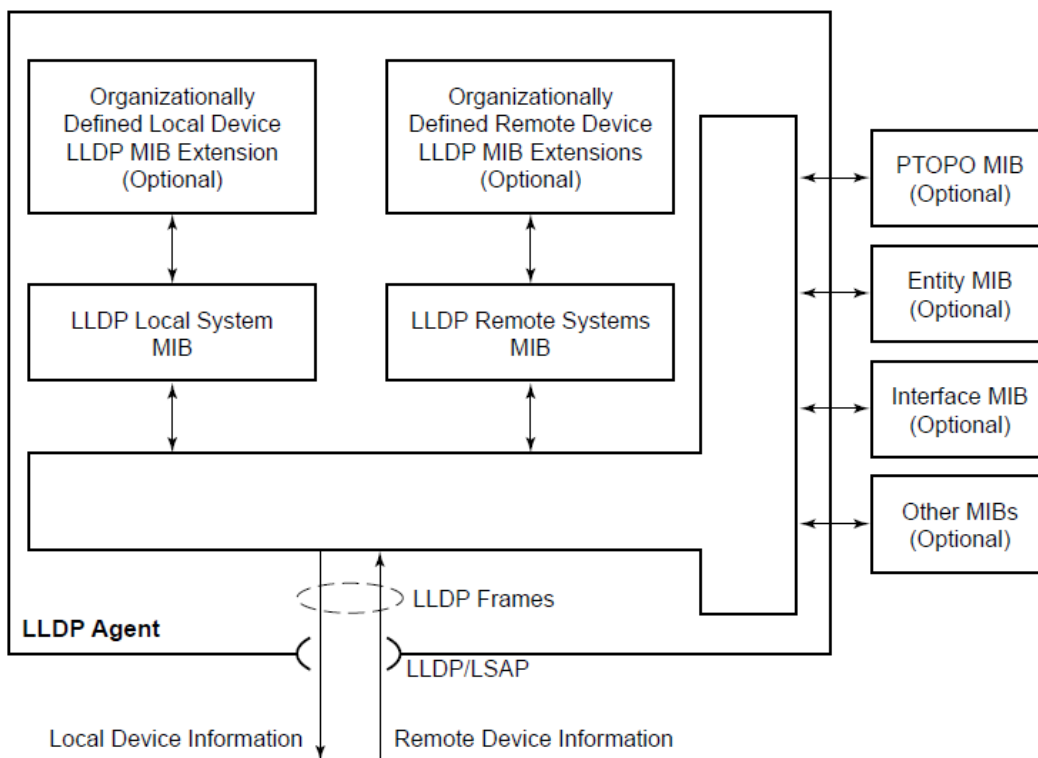 Organizationally
Defined Local Device
LLDP MIB Extension
(Optional)
Organizationally
Defined Remote Device
LLDP MIB Extensions
(Optional)
PTOPO MIB
(Optional)
Entity MIB
(Optional)
LLDP Local System
MIB
LLDP Remote Systems
MIB
Interface MIB
(Optional)
Other MIBs
(Optional)
LLDP Frames
LLDP Agent
LLDP/LSAP
Local Device Information
Remote Device Information